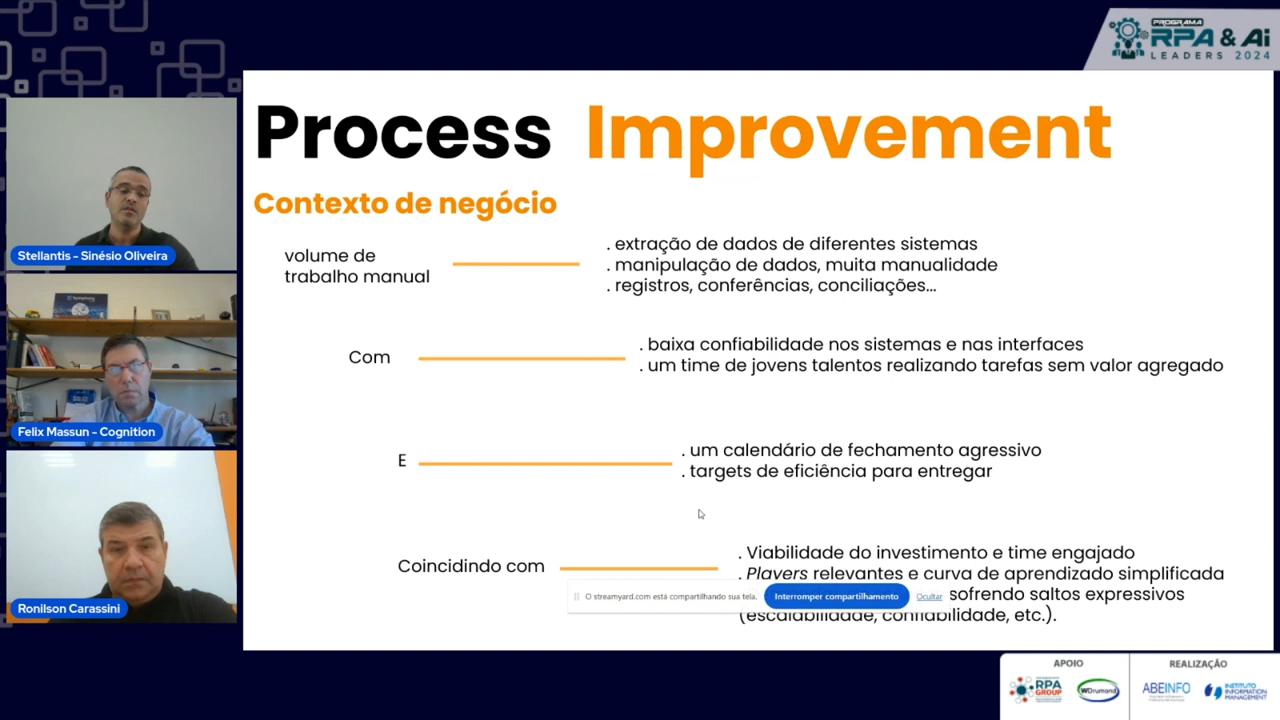 PROGRAMA
RPA & Ai
LEADERS 2024
Process Improvement
Contexto de negócio
volume de
trabalho manual
. extração de dados de diferentes sistemas
. manipulação de dados, muita manualidade
. registros, conferências, conciliações...
Com
. baixa confiabilidade nos sistemas e nas interfaces
. um time de jovens talentos realizando tarefas sem valor agregado
E
. um calendário de fechamento agressivo
. targets de eficiência para entregar
Coincidindo com
. Viabilidade do investimento e time engajado
. Players relevantes e curva de aprendizado simplificada
sofrendo saltos expressivos
(escalabilidade, confiabilidade, etc.).
O streamyard.com está compartilhando sua tela.
Interromper compartilhamento
Ocultar
Stellantis - Sinésio Oliveira
Felix Massun - Cognition
Ronilson Carassini
APOIO
RPA
GROUP
WDrumond
REALIZAÇÃO
ABEINFO
INSTITUTO
INFORMATION
MANAGEMENT